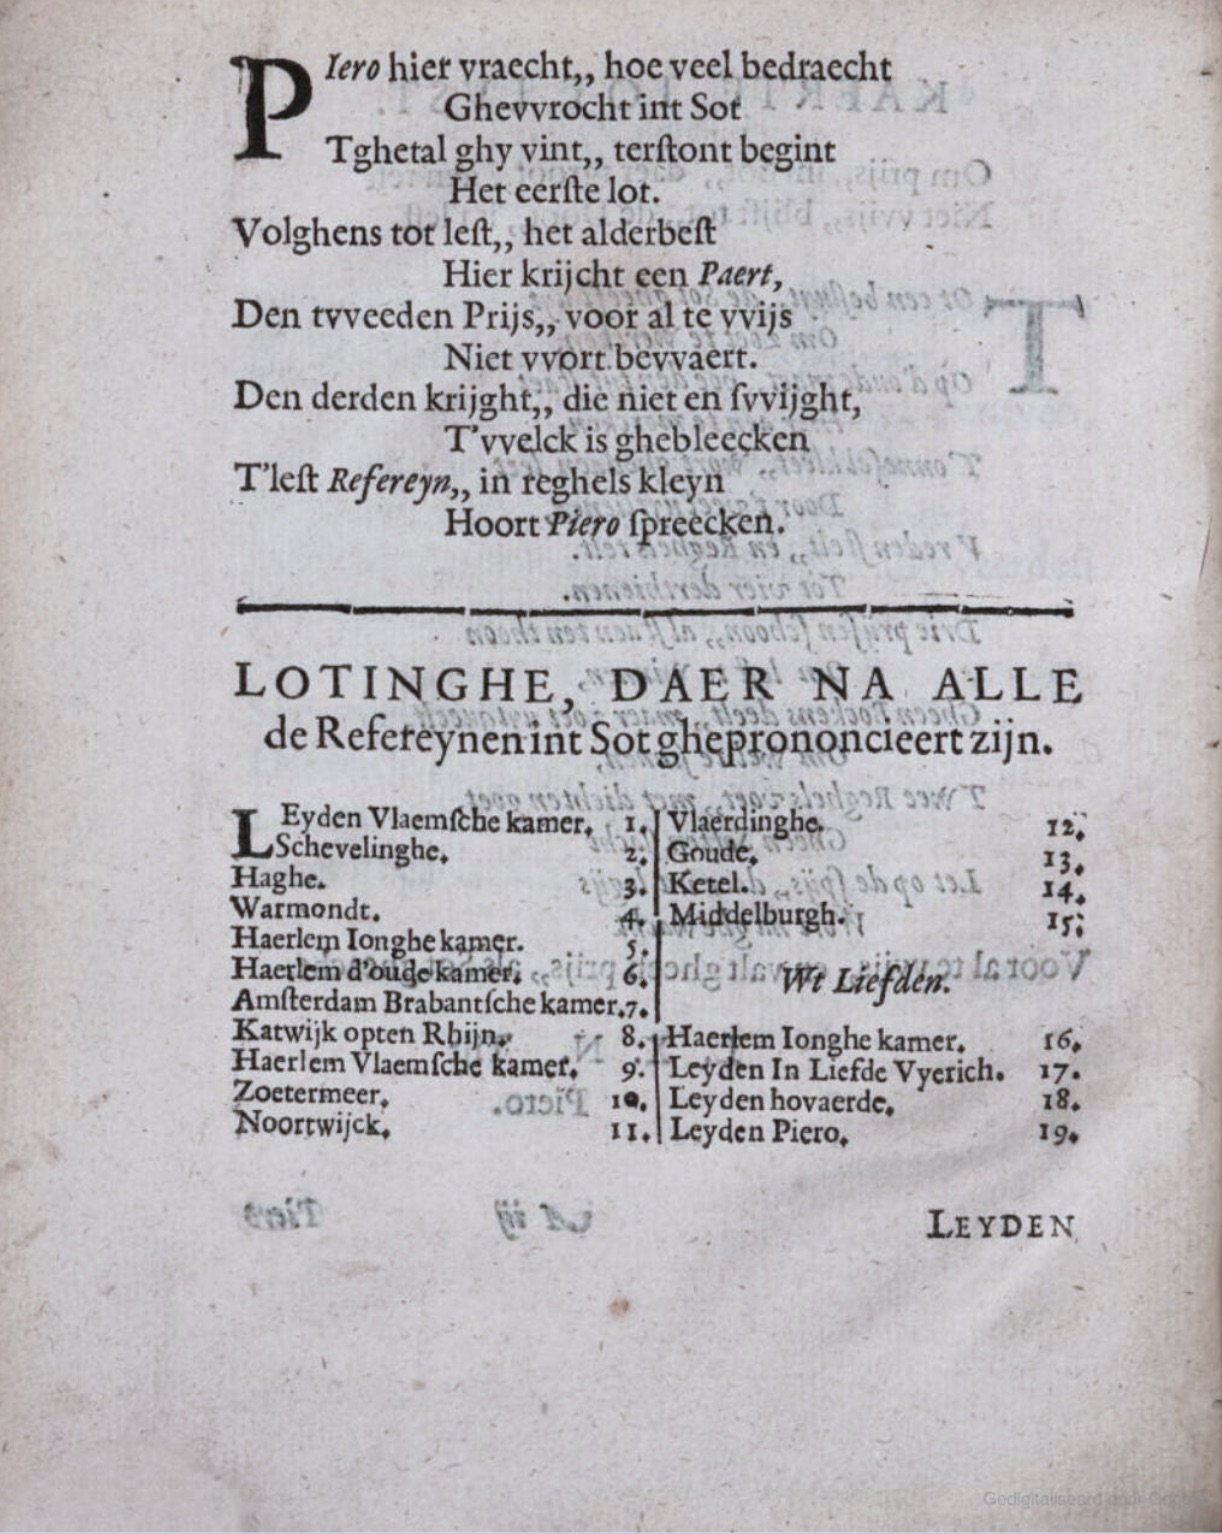 PIero hier vraecht,, hoe veel bedraecht
Ghevvrocht int Sot
Tghetal ghy vint,, terſtont begint
Het eerſte lot.
Volghens tot leſt,, het alderbeſt
Hier krijcht een Paert,
Den tvveeden Prijs,, voor al te vvijs
Niet vvort bevvaert.
Den derden krijght,, die niet en ſvvijght,
T'vvelck is ghebleecken
T'leſt Refereyn,, in reghels kleyn
Hoort Piero ſpreecken.
LOTINGHE, DAER NA ALLE
de Refereynen int Sot ghepronioncieert zijn.
LEyden Vlaemſche kamer. 1.
Schevelinghe. 2.
Haghe. 3.
Warmondt. 4.
Haerlem Ionghe kamer. 5.
Haerlem d'oude kamer. 6.
Amſterdam Brabantſche kamer. 7.
Katwijk opten Rhijn. 8.
Haerlem Vlaemſche kamer. 9.
Zoetermeer. 10.
Noortwijck. 11.
Vlaerdinghe. 12.
Goude. 13.
Ketel. 14.
Middelburgh. 15.
Wt Liefden.
Haerlem Ionghe kamer. 16.
Leyden In Liefde Vyerich. 17.
Leyden hovaerde. 18.
Leyden Piero. 19.
LEYDEN